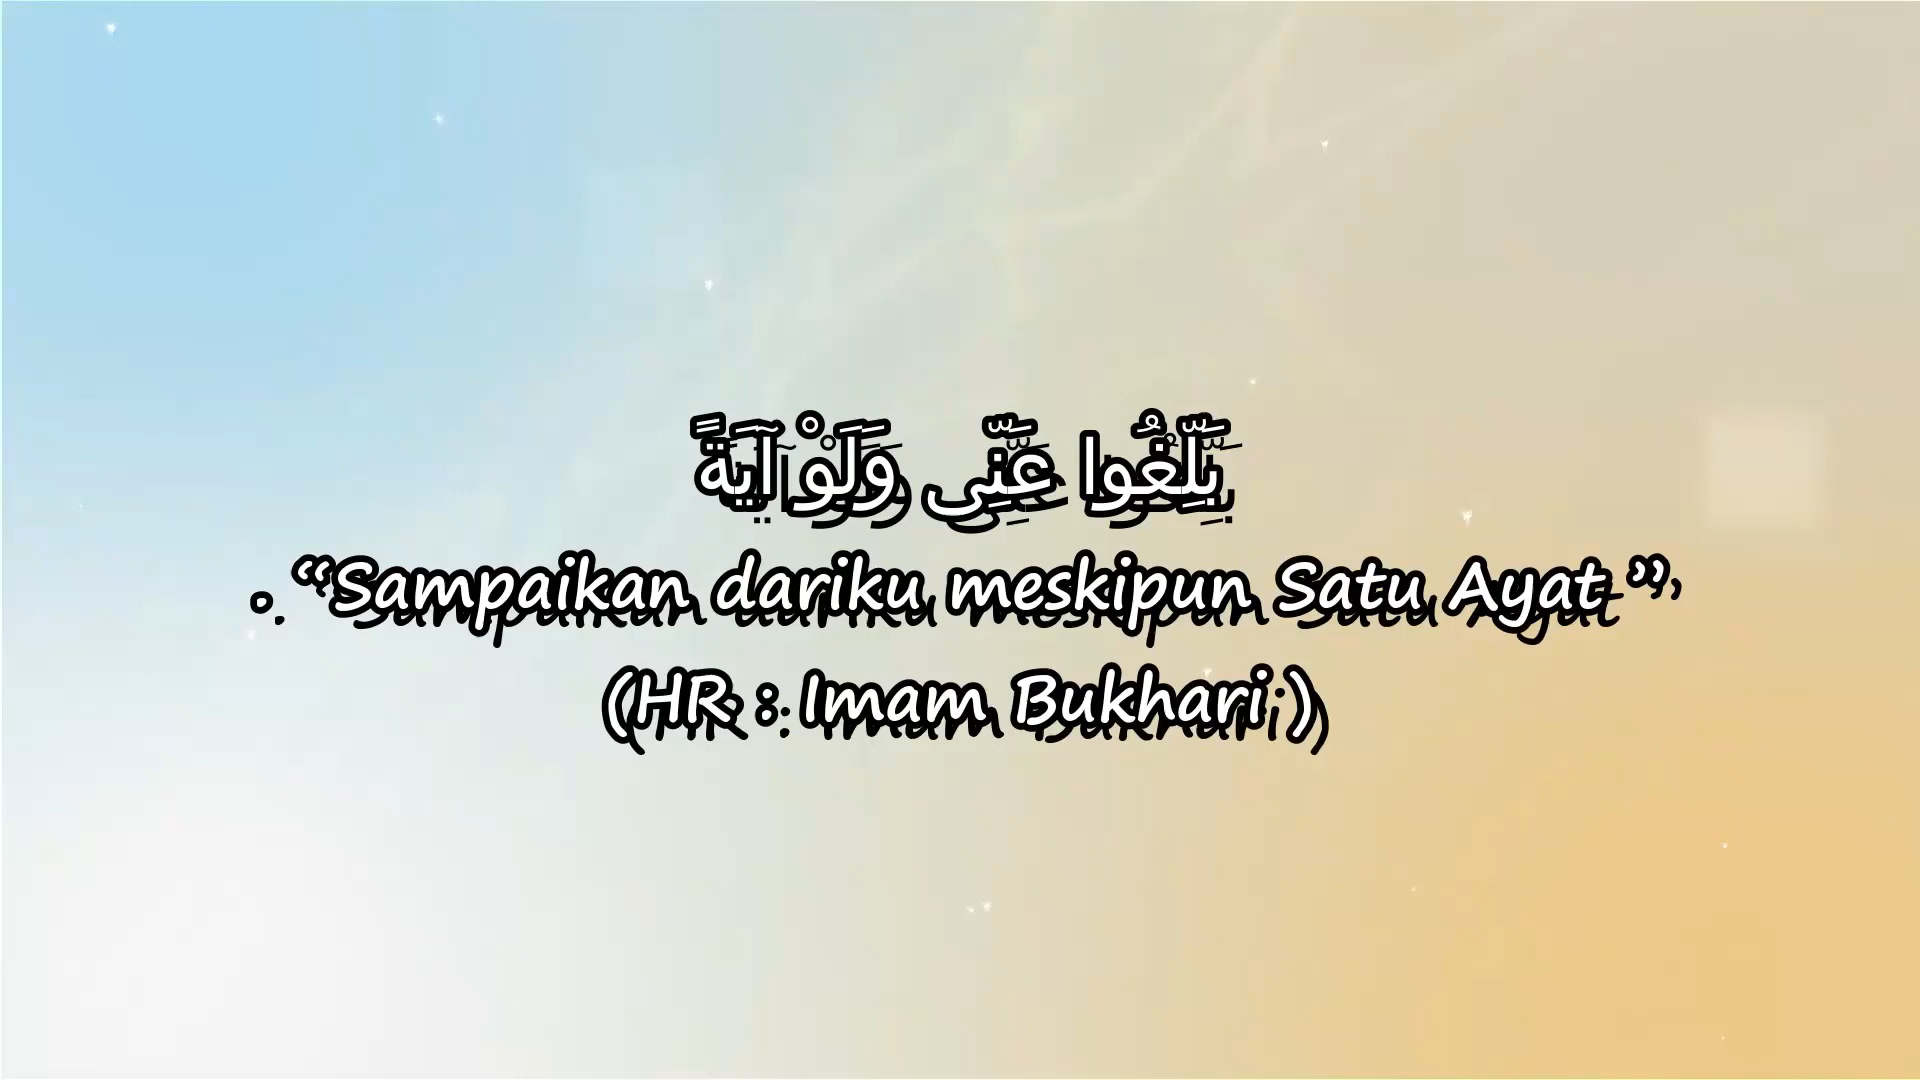 بَلِّغُوا عَنِّى وَلَوْ آيَةً
. “Sampaikan dariku meskipun Satu Ayat ”
(HR : Imam Bukhari )